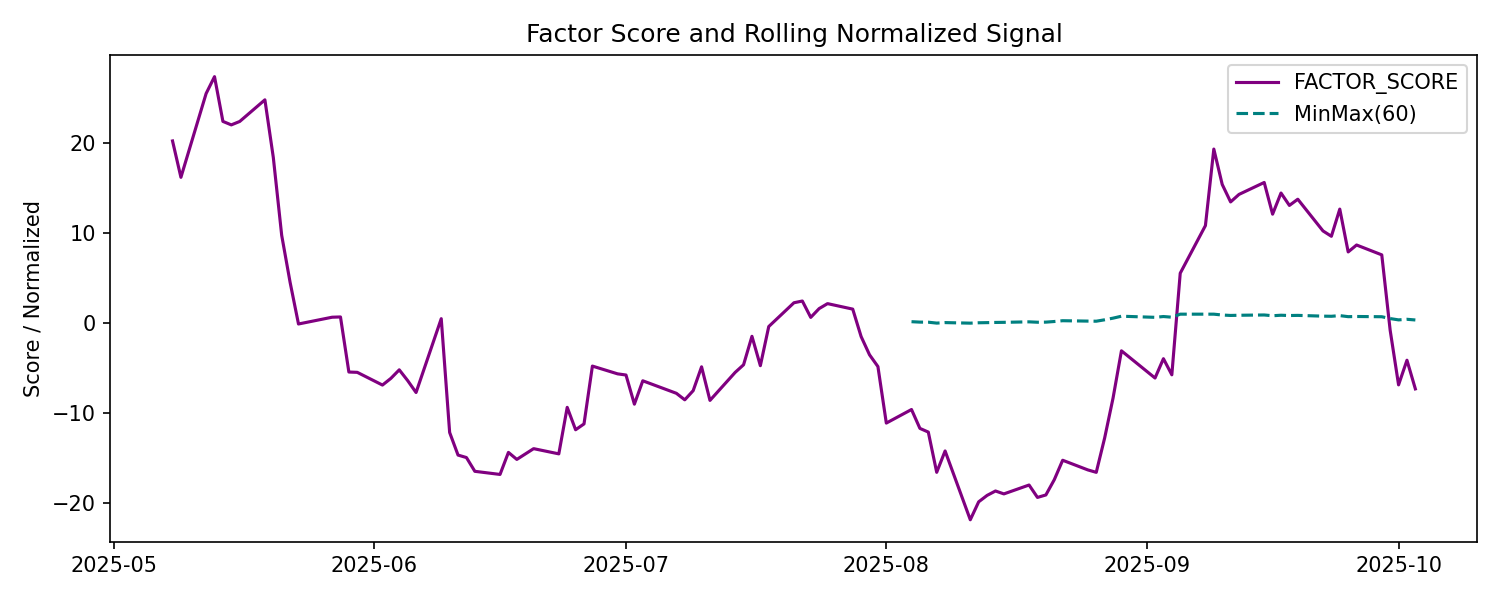 Factor Score and Rolling Normalized Signal
FACTOR_SCORE
MinMax(60)
Score / Normalized
20
10
0
−10
−20
2025-05
2025-06
2025-07
2025-08
2025-09
2025-10